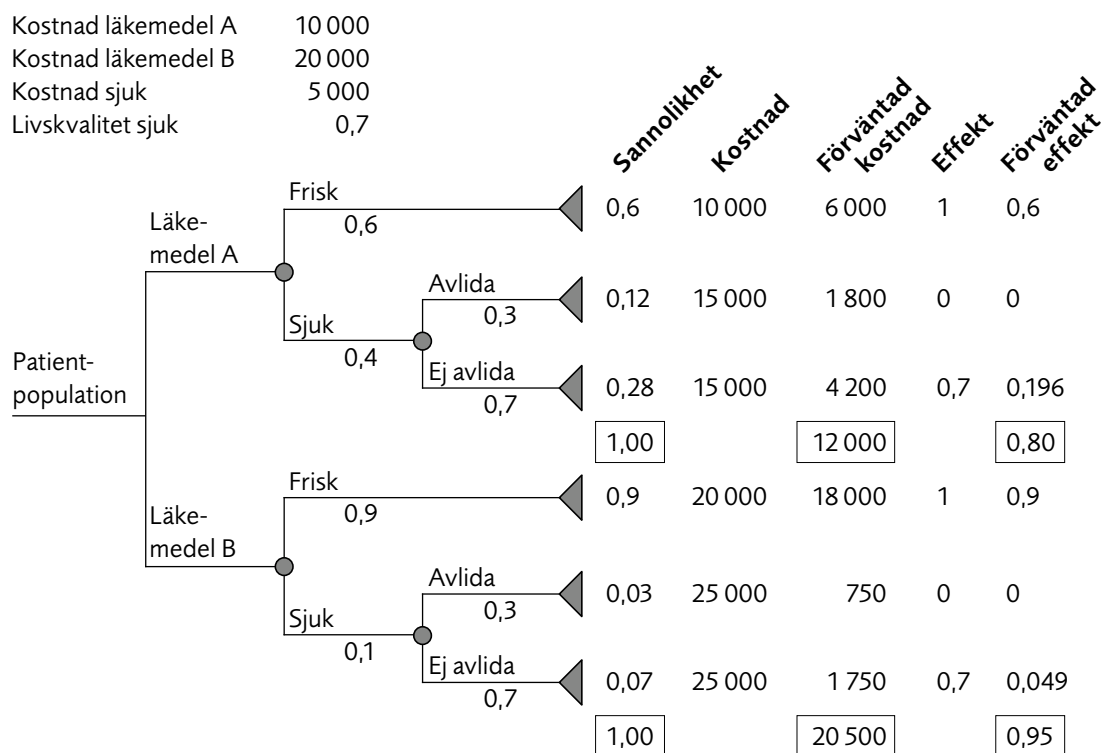 Kostnad läkemedel A 10 000
Kostnad läkemedel B 20 000
Kostnad sjuk 5 000
Livskvalitet sjuk 0,7
Sannolikhet
Kostnad
Förväntad
kostnad
Effekt
Förväntad
effekt
Patient-
population
Läke-
medel A
Frisk
0,6
0,6 10 000 6 000 1 0,6
Sjuk
0,4
Avlida
0,3
0,12 15 000 1 800 0 0
Ej avlida
0,7
0,28 15 000 4 200 0,7 0,196
1,00 12 000 0,80
Läke-
medel B
Frisk
0,9
0,9 20 000 18 000 1 0,9
Sjuk
0,1
Avlida
0,3
0,03 25 000 750 0 0
Ej avlida
0,7
0,07 25 000 1 750 0,7 0,049
1,00 20 500 0,95